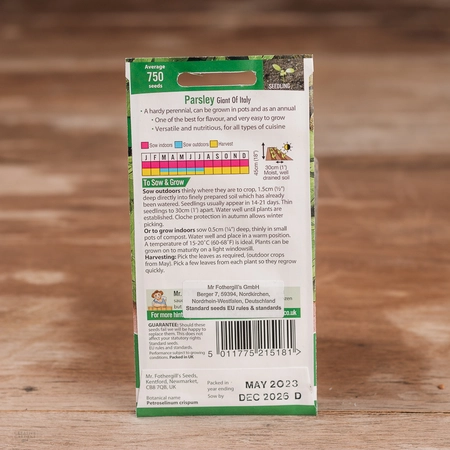 Average
750
seeds
SEEDLING
Parsley Giant Of Italy
• A hardy perennial, can be grown in pots and as an annual
• One of the best for flavour, and very easy to grow
• Versatile and nutritious, for all types of cuisine
Sow indoors Sow outdoors Harvest
J F M A M J J A S O N D
45cm (18")
30cm (1')
Moist, well
drained soil
To Sow & Grow
Sow outdoors thinly where they are to crop, 1.5cm (½")
deep directly into finely prepared soil which has already
been watered. Seedlings usually appear in 14-21 days. Thin
seedlings to 30cm (1') apart. Water well until plants are
established. Cloche protection in autumn allows winter
picking.
Or to grow indoors sow 0.5cm (¼") deep, thinly in small
pots of compost. Water well and place in a warm position.
A temperature of 15-20˚C (60-68˚F) is ideal. Plants can be
grown on to maturity on a light windowsill.
Harvesting: Pick the leaves as required, (outdoor crops
from May). Pick a few leaves from each plant so they regrow
quickly.
Mr Fothergill's GmbH
Berger 7, 59394, Nordkirchen,
Nordrhein-Westfalen, Deutschland
Standard seeds EU rules & standards
Mr.
For more hin
co.uk
GUARANTEE: Should these
seeds fail we will be happy to
replace them. This does not
affect your statutory rights
Standard seed.
EU rules and standards.
Performance subject to growing
conditions. Packed in UK
5 011775 215181 >
Mr. Fothergill's Seeds,
Kentford, Newmarket,
CB8 7QB, UK
Botanical name
Petroselinum crispum
Packed in
year ending
Sow by
MAY 2023
DEC 2026 D